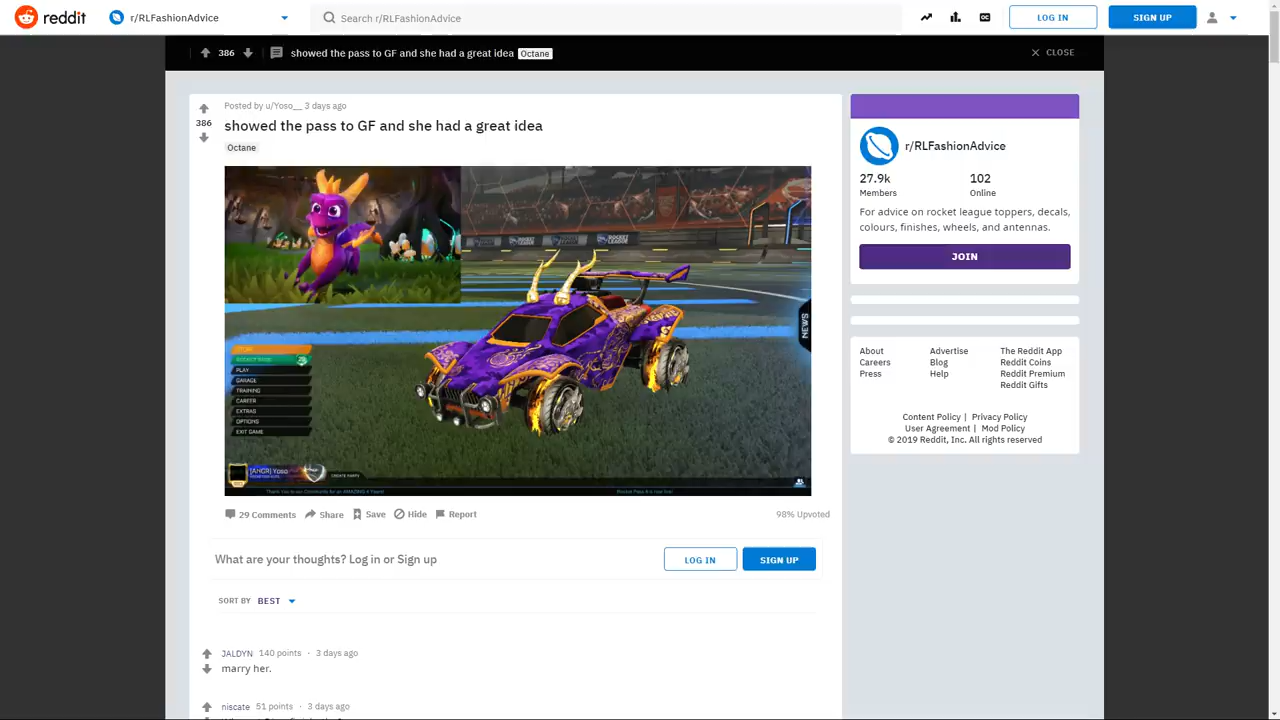 reddit
r/RLFashionAdvice
Search r/RLFashionAdvice
LOG IN
SIGN UP
386
showed the pass to GF and she had a great idea
Octane
CLOSE
Posted by u/Yoso__ 3 days ago
386
showed the pass to GF and she had a great idea
Octane
ROCKET LEAGUE
NEWS
PLAY
GARAGE
TRAINING
CAREER
EXTRAS
OPTIONS
EXIT GAME
[ANGR] Yoso
29 Comments
Share
Save
Hide
Report
98% Upvoted
What are your thoughts? Log in or Sign up
LOG IN
SIGN UP
SORT BY BEST
JALDYN 140 points · 3 days ago
marry her.
niscate 51 points · 3 days ago
r/RLFashionAdvice
27.9k
Members
102
Online
For advice on rocket league toppers, decals,
colours, finishes, wheels, and antennas.
JOIN
About
Careers
Press
Advertise
Blog
Help
The Reddit App
Reddit Coins
Reddit Premium
Reddit Gifts
Content Policy | Privacy Policy
User Agreement | Mod Policy
© 2019 Reddit, Inc. All rights reserved